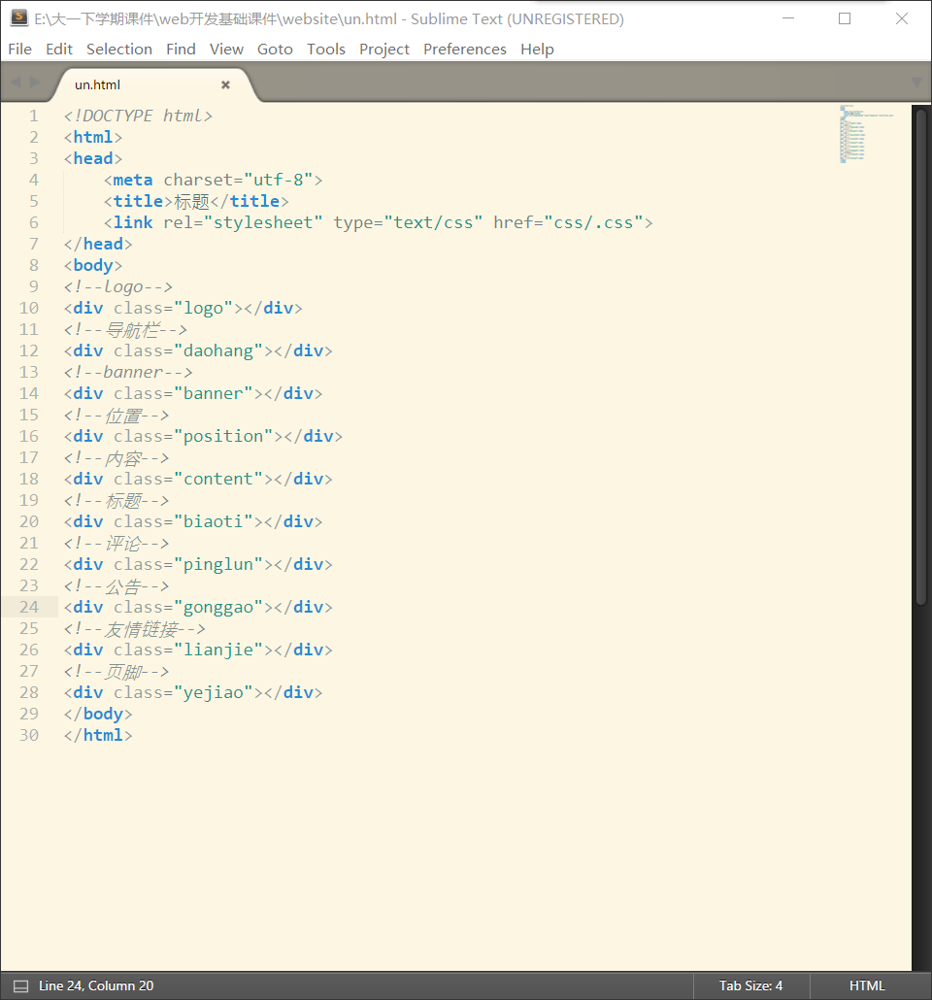 E:\大一下学期课件\web开发基础课件\website\un.html - Sublime Text (UNREGISTERED)
File Edit Selection Find View Goto Tools Project Preferences Help
un.html
1 <!DOCTYPE html>
2 <html>
3 <head>
4     <meta charset="utf-8">
5     <title>标题</title>
6     <link rel="stylesheet" type="text/css" href="css/.css">
7 </head>
8 <body>
9 <!--logo-->
10 <div class="logo"></div>
11 <!--导航栏-->
12 <div class="daohang"></div>
13 <!--banner-->
14 <div class="banner"></div>
15 <!--位置-->
16 <div class="position"></div>
17 <!--内容-->
18 <div class="content"></div>
19 <!--标题-->
20 <div class="biaoti"></div>
21 <!--评论-->
22 <div class="pinglun"></div>
23 <!--公告-->
24 <div class="gonggao"></div>
25 <!--友情链接-->
26 <div class="lianjie"></div>
27 <!--页脚-->
28 <div class="yejiao"></div>
29 </body>
30 </html>
Line 24, Column 20 Tab Size: 4 HTML